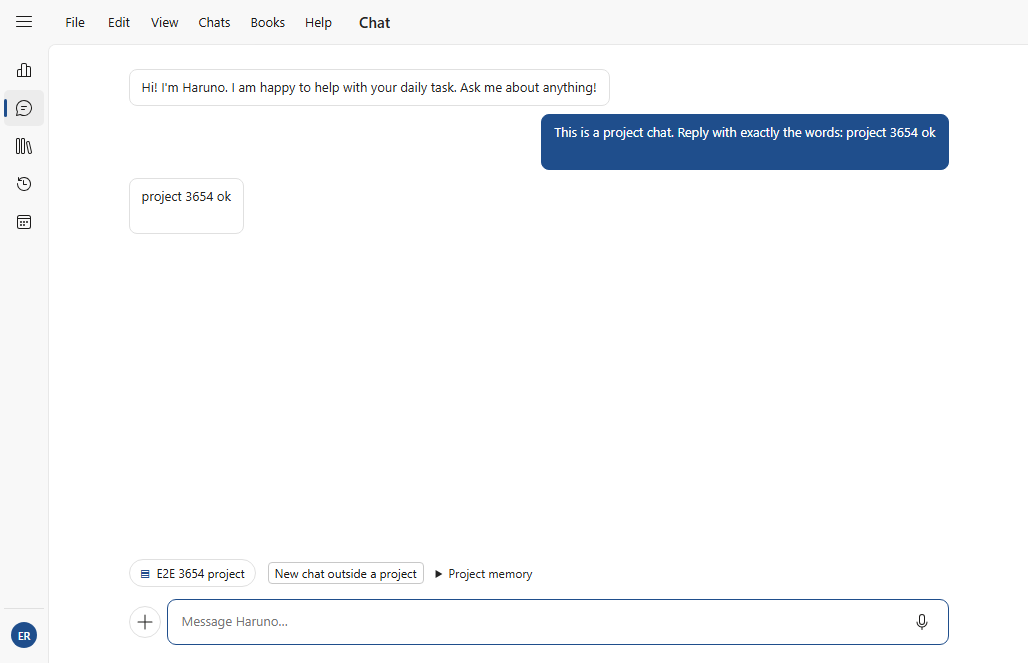 File Edit View Chats Books Help Chat
Hi! I'm Haruno. I am happy to help with your daily task. Ask me about anything!
This is a project chat. Reply with exactly the words: project 3654 ok
project 3654 ok
E2E 3654 project New chat outside a project Project memory
Message Haruno...
ER